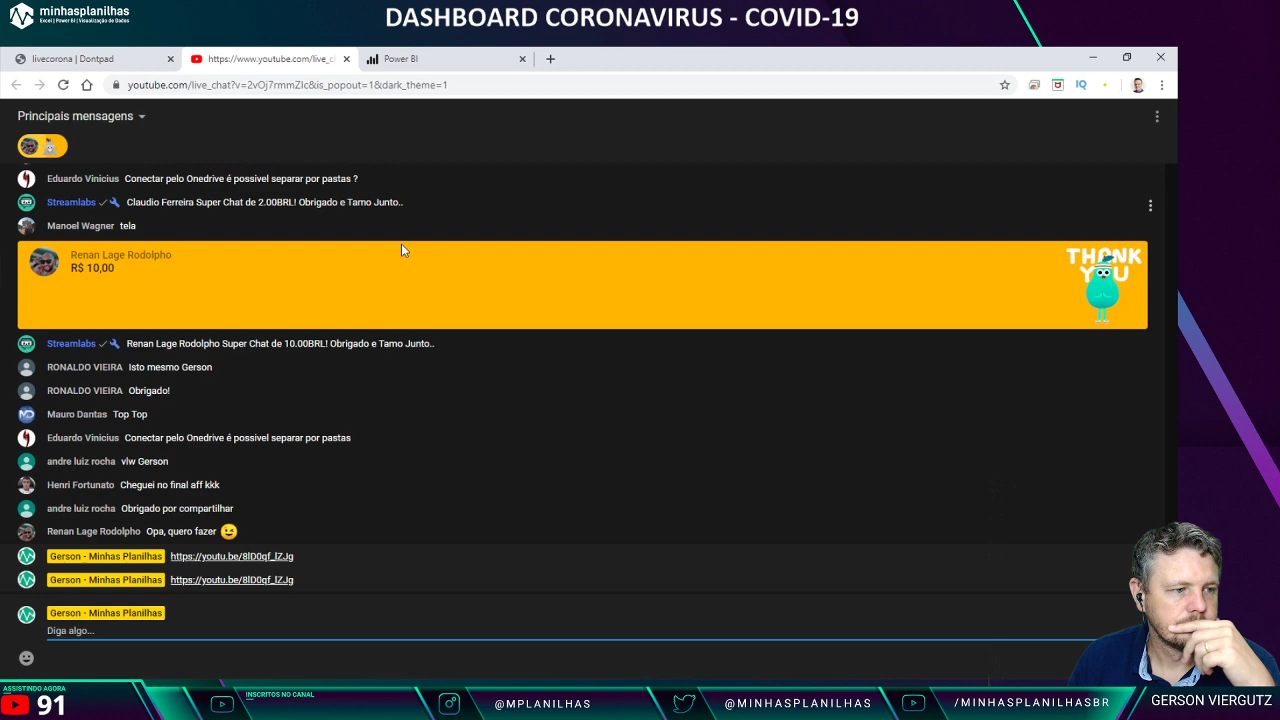 minhasplanilhas
Excel | Power BI | Visualização de Dados
DASHBOARD CORONAVIRUS - COVID-19
livecorona | Dontpad
https://www.youtube.com/live_c
Power BI
youtube.com/live_chat?v=2vOj7rmmZIc&is_popout=1&dark_theme=1
IQ
Principais mensagens
Eduardo Vinicius Conectar pelo Onedrive é possivel separar por pastas ?
Streamlabs Claudio Ferreira Super Chat de 2.00BRL! Obrigado e Tamo Junto..
Manoel Wagner tela
Renan Lage Rodolpho
R$ 10,00
THANK YOU
Streamlabs Renan Lage Rodolpho Super Chat de 10.00BRL! Obrigado e Tamo Junto..
RONALDO VIEIRA Isto mesmo Gerson
RONALDO VIEIRA Obrigado!
MD Mauro Dantas Top Top
Eduardo Vinicius Conectar pelo Onedrive é possivel separar por pastas
andre luiz rocha vlw Gerson
Henri Fortunato Cheguei no final aff kkk
andre luiz rocha Obrigado por compartilhar
Renan Lage Rodolpho Opa, quero fazer
Gerson - Minhas Planilhas https://youtu.be/8lD0qf_lZJg
Gerson - Minhas Planilhas https://youtu.be/8lD0qf_lZJg
Gerson - Minhas Planilhas
Diga algo...
ASSISTINDO AGORA
91
INSCRITOS NO CANAL
@MPLANILHAS
@MINHASPLANILHAS
/MINHASPLANILHASBR
GERSON VIERGUTZ